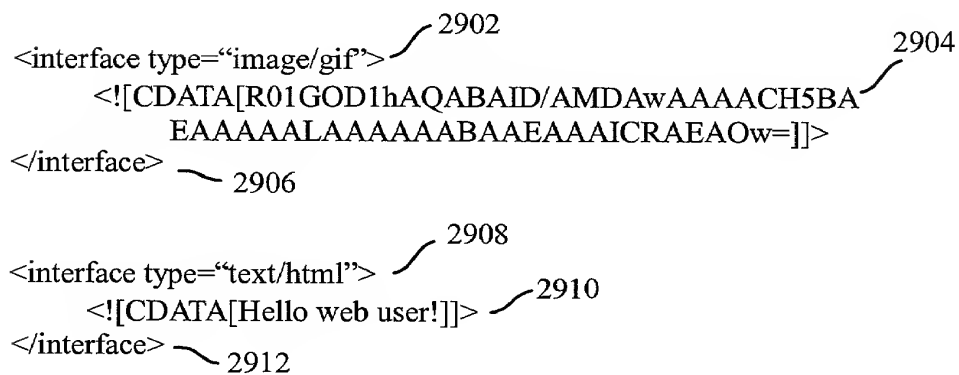 2902
<interface type=“image/gif”>
2904
<![CDATA[R01GOD1hAQABAID/AMDAwAAAACH5BA
EAAAAALAAAAAABAAEAAAICRAEAOw=]]>
</interface>
2906
2908
<interface type=“text/html”>
<![CDATA[Hello web user!]]>
2910
</interface>
2912